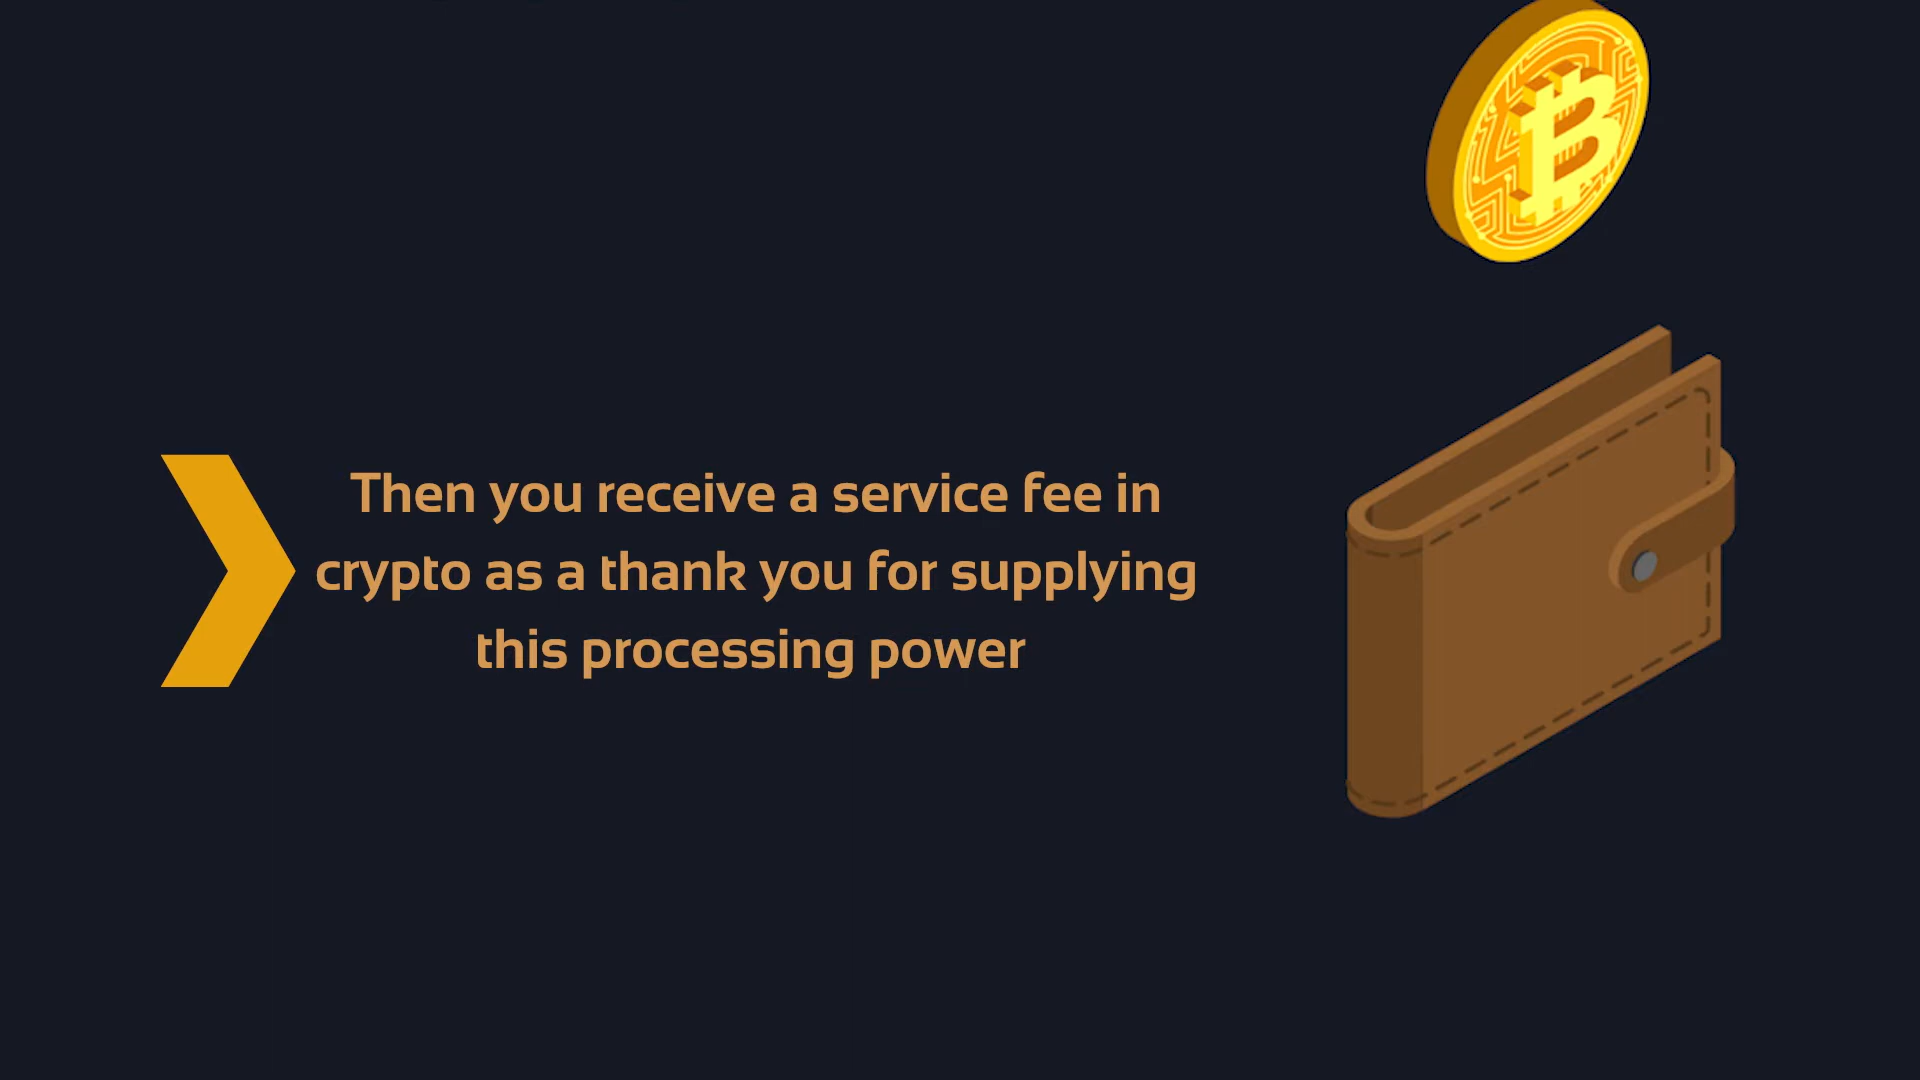 Then you receive a service fee in
crypto as a thank you for supplying
this processing power